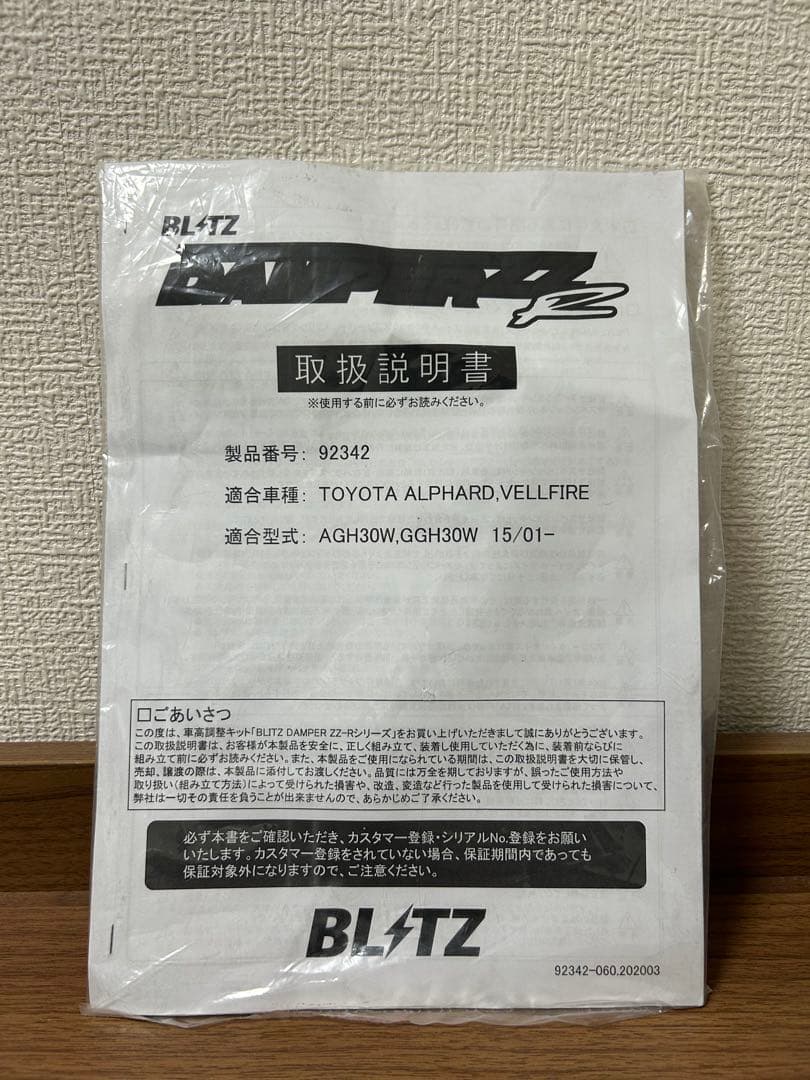 BLITZ
DAMPER ZZ-R
取扱説明書
※使用する前に必ずお読みください。
製品番号： 92342
適合車種： TOYOTA ALPHARD,VELLFIRE
適合型式： AGH30W,GGH30W 15/01-
□ごあいさつ
この度は、車高調整キット「BLITZ DAMPER ZZ-Rシリーズ」をお買い上げいただきまして誠にありがとうございます。
この取扱説明書は、お客様が本製品を安全に、正しく組み立て、装着し使用していただく為に、装着前ならびに
組み立て前に必ずお読みください。また、本製品をご使用になられている期間は、この取扱説明書を大切に保管し、
売却、譲渡の際は、本製品に添付してお渡しください。品質には万全を期しておりますが、誤ったご使用方法や
取り扱い（組み立て方法）によって受けられた損害や、改造、変造など行った製品を使用して受けられた損害について、
弊社は一切その責任を負うことが出来ませんので、あらかじめご了承ください。
必ず本書をご確認いただき、カスタマー登録・シリアルNo.登録をお願い
いたします。カスタマー登録をされていない場合、保証期間内であっても
保証対象外になりますので、ご注意ください。
BLITZ
92342-060.202003